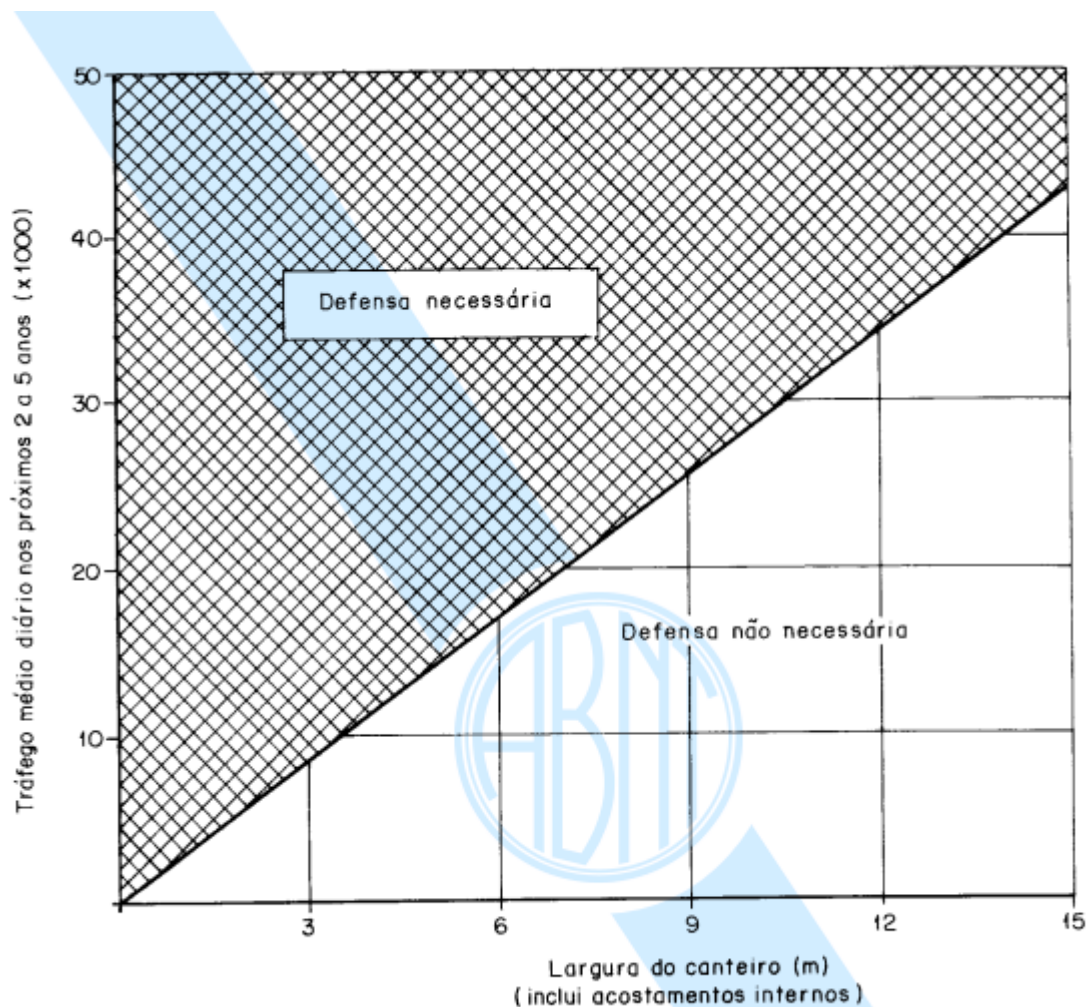 50
40
30
20
10
Tráfego médio diário nos próximos 2 a 5 anos (x 1000)
Defensa necessária
Defensa não necessária
ABNT
3 6 9 12 15
Largura do canteiro (m)
(inclui acostamentos internos)